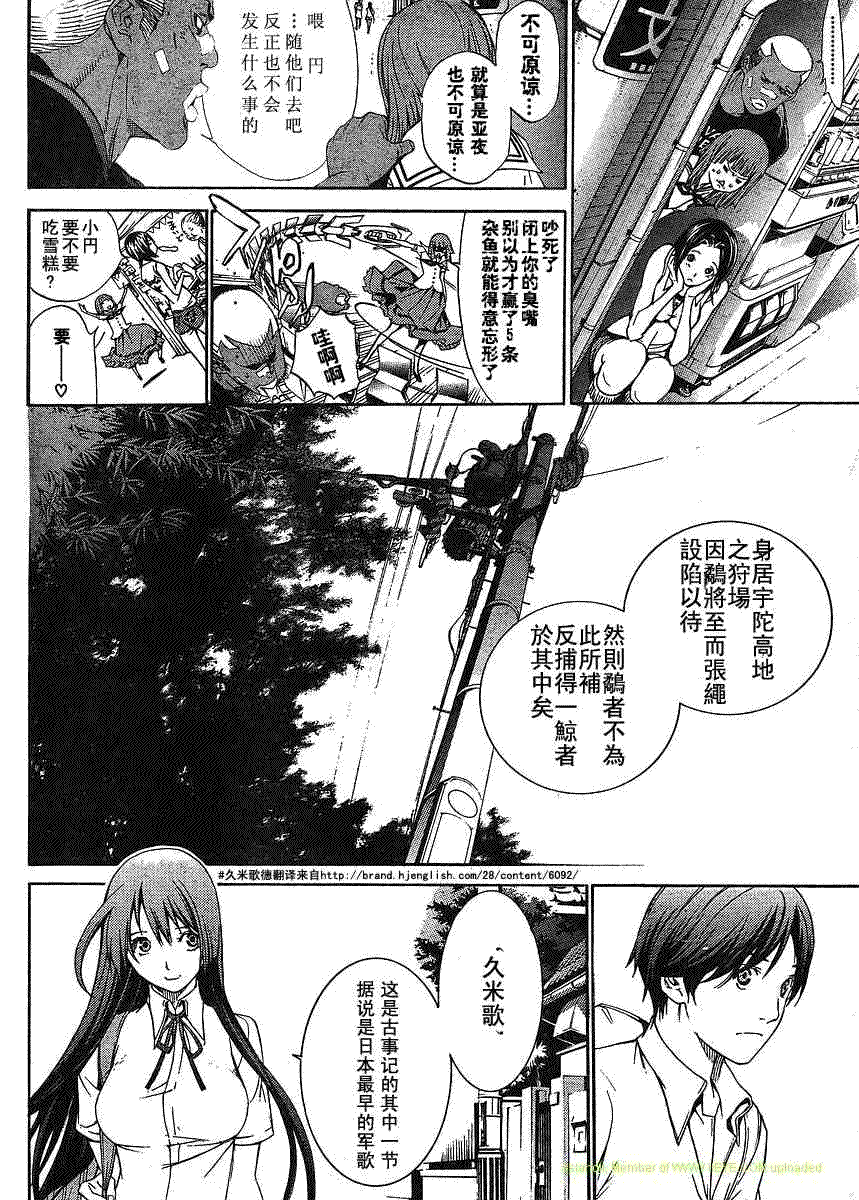 ………
文
不可原谅…
就算是亚夜
也不可原谅…
喂 円
…随他们去吧
反正也不会
发生什么事的
吵死了
闭上你的臭嘴
别以为才赢了5条
杂鱼就能得意忘形了
哇啊啊
小円
要不要
吃雪糕?
要——♡
身居宇陀高地
之狩場
因鷸將至而張繩
設陷以待
然則鷸者不為
此所補
反捕得一鯨者
於其中矣
#久米歌德翻译来自http://brand.hjenglish.com/28/content/6092/
“久米歌”
这是古事记的其中一节
据说是日本最早的军歌